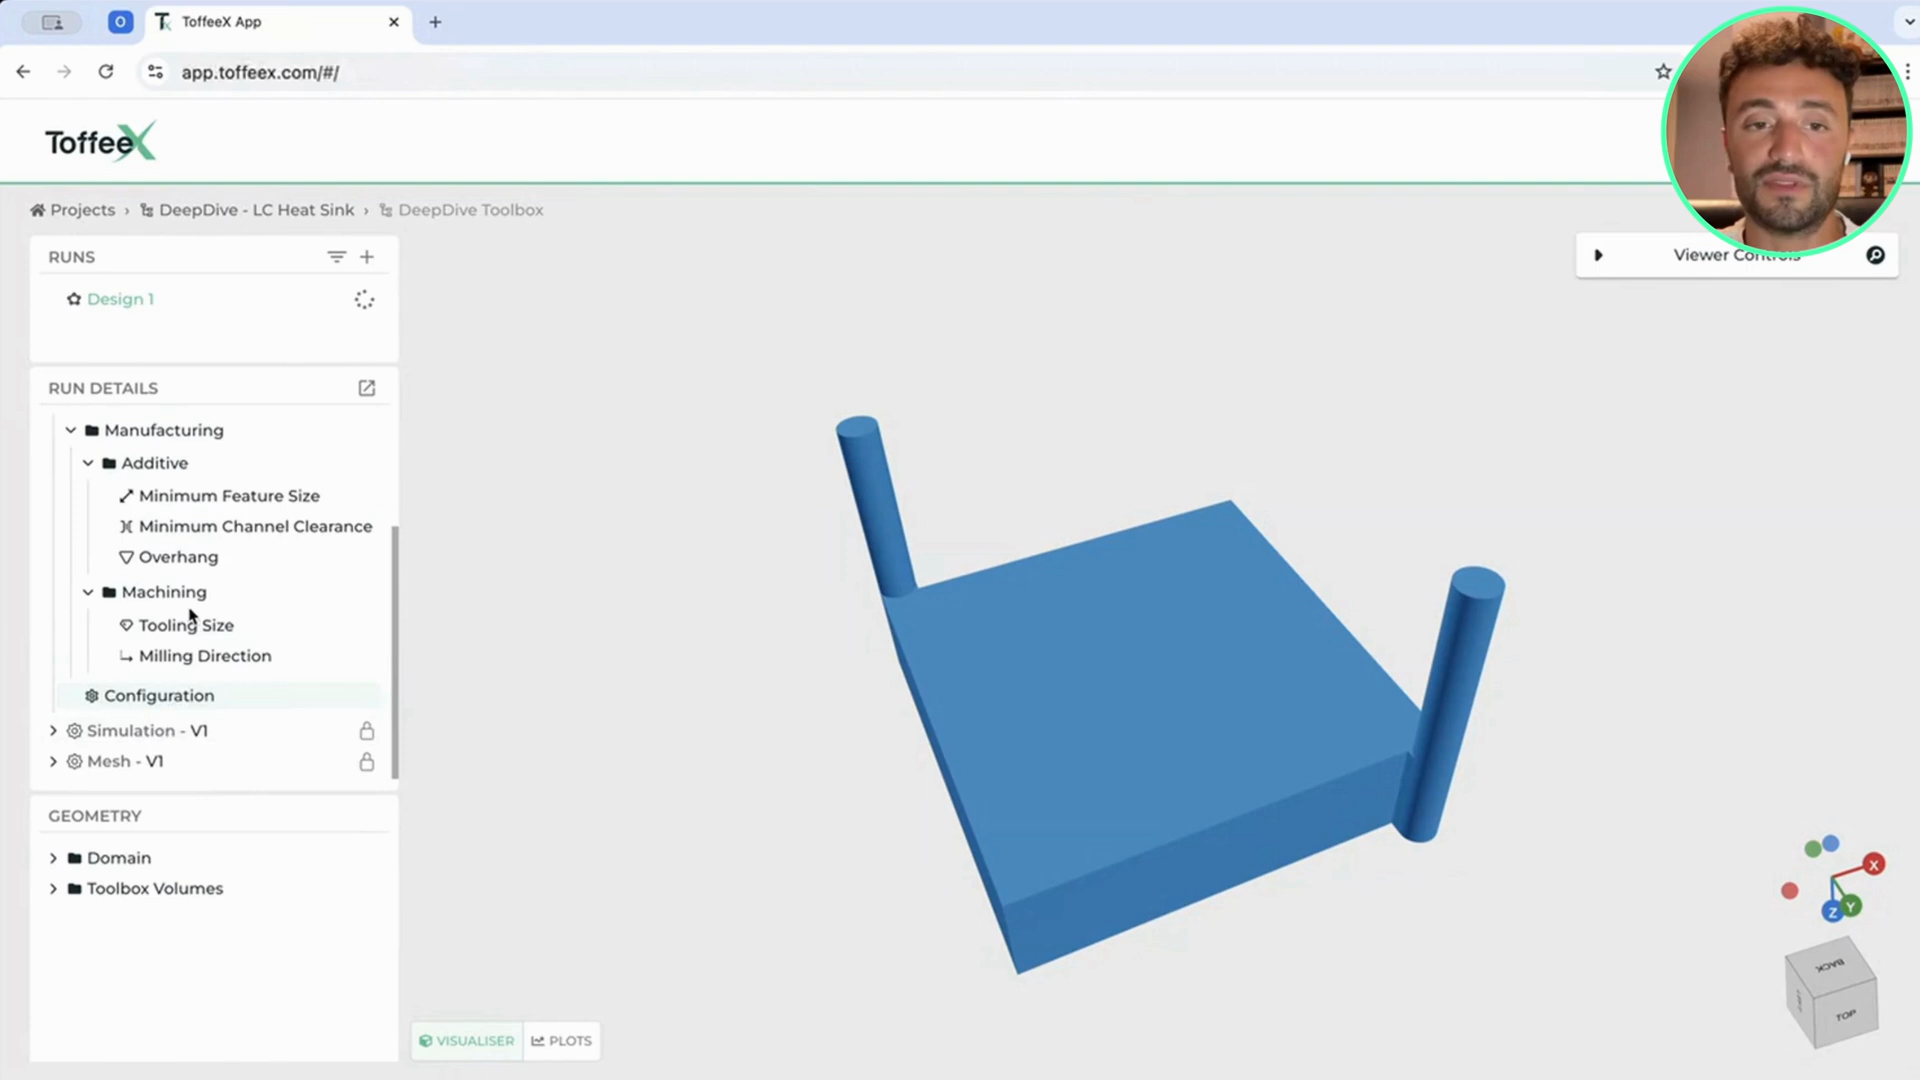 ToffeeX App
app.toffeex.com/#/
ToffeeX
Projects › DeepDive - LC Heat Sink › DeepDive Toolbox
RUNS
Design 1
RUN DETAILS
Manufacturing
Additive
Minimum Feature Size
Minimum Channel Clearance
Overhang
Machining
Tooling Size
Milling Direction
Configuration
Simulation - V1
Mesh - V1
GEOMETRY
Domain
Toolbox Volumes
Viewer Controls
X
Y
Z
BACK
TOP
VISUALISER
PLOTS